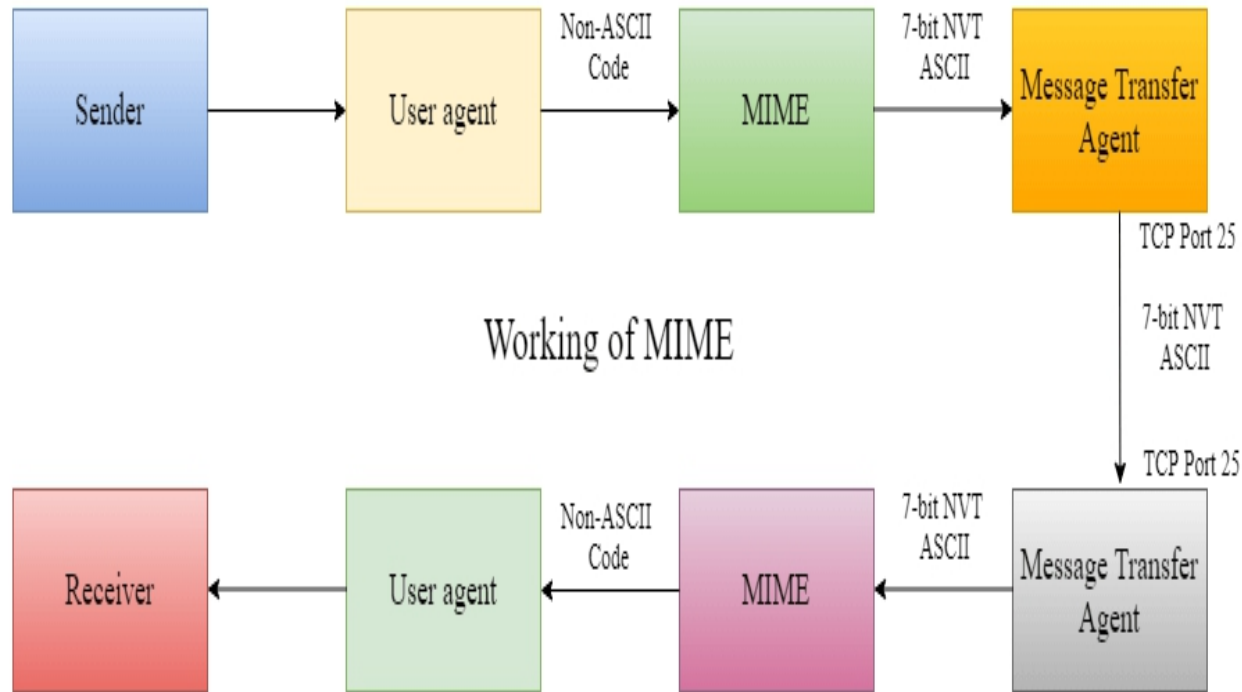 Sender
User agent
Non-ASCII
Code
MIME
7-bit NVT
ASCII
Message Transfer
Agent
TCP Port 25
7-bit NVT
ASCII
TCP Port 25
Working of MIME
Receiver
User agent
Non-ASCII
Code
MIME
7-bit NVT
ASCII
Message Transfer
Agent